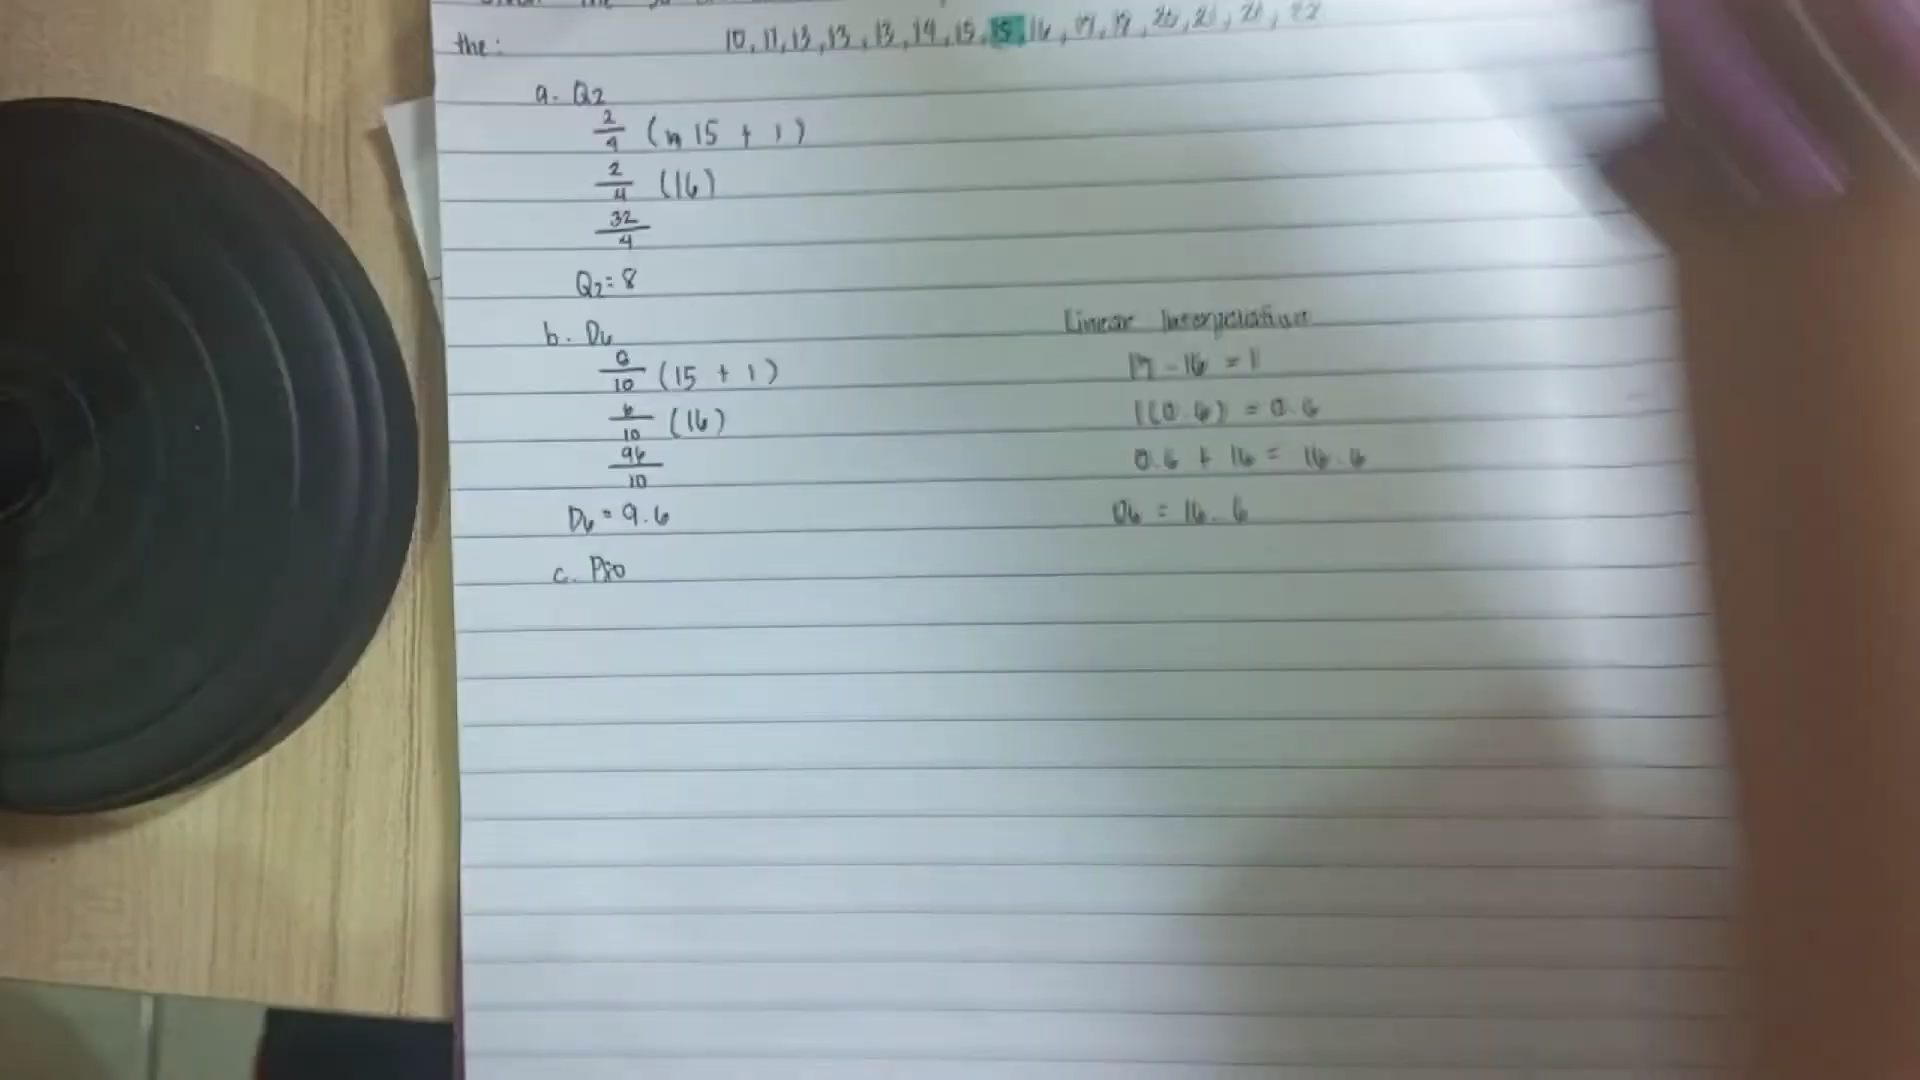 the:
10, 11, 13, 13, 13, 14, 15, 15, 16, 17, 19, 20, 21, 21, 22
a. Q2
2/4 (n 15 + 1)
2/4 (16)
32/4
Q2 = 8
b. D6
6/10 (15 + 1)
6/10 (16)
96/10
D6 = 9.6
Linear Interpolation
17 - 16 = 1
1(0.6) = 0.6
0.6 + 16 = 16.6
D6 = 16.6
c. P80